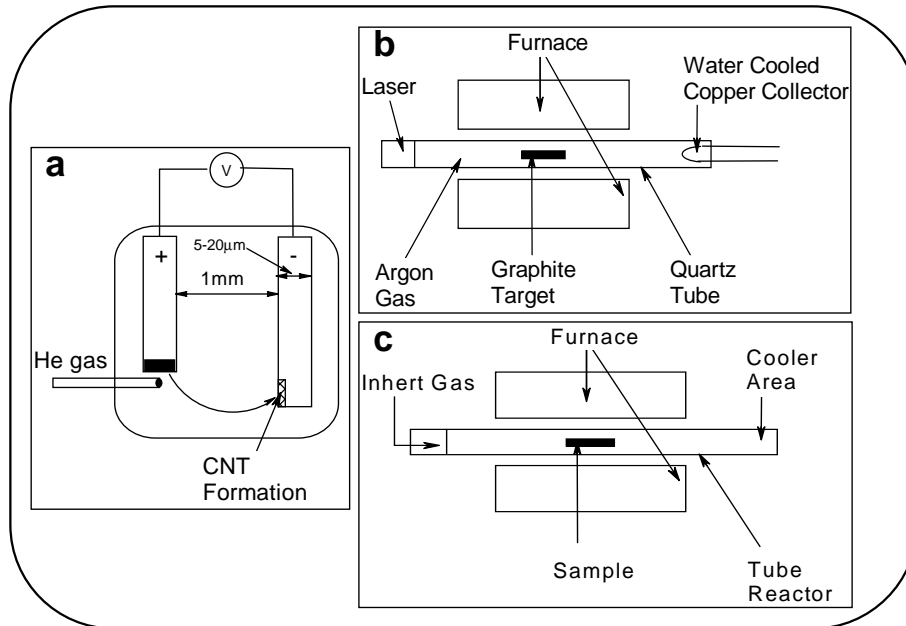 a
V
+
-
5-20μm
1mm
He gas
CNT
Formation
b
Furnace
Laser
Water Cooled
Copper Collector
Argon
Gas
Graphite
Target
Quartz
Tube
c
Furnace
Inhert Gas
Cooler
Area
Sample
Tube
Reactor